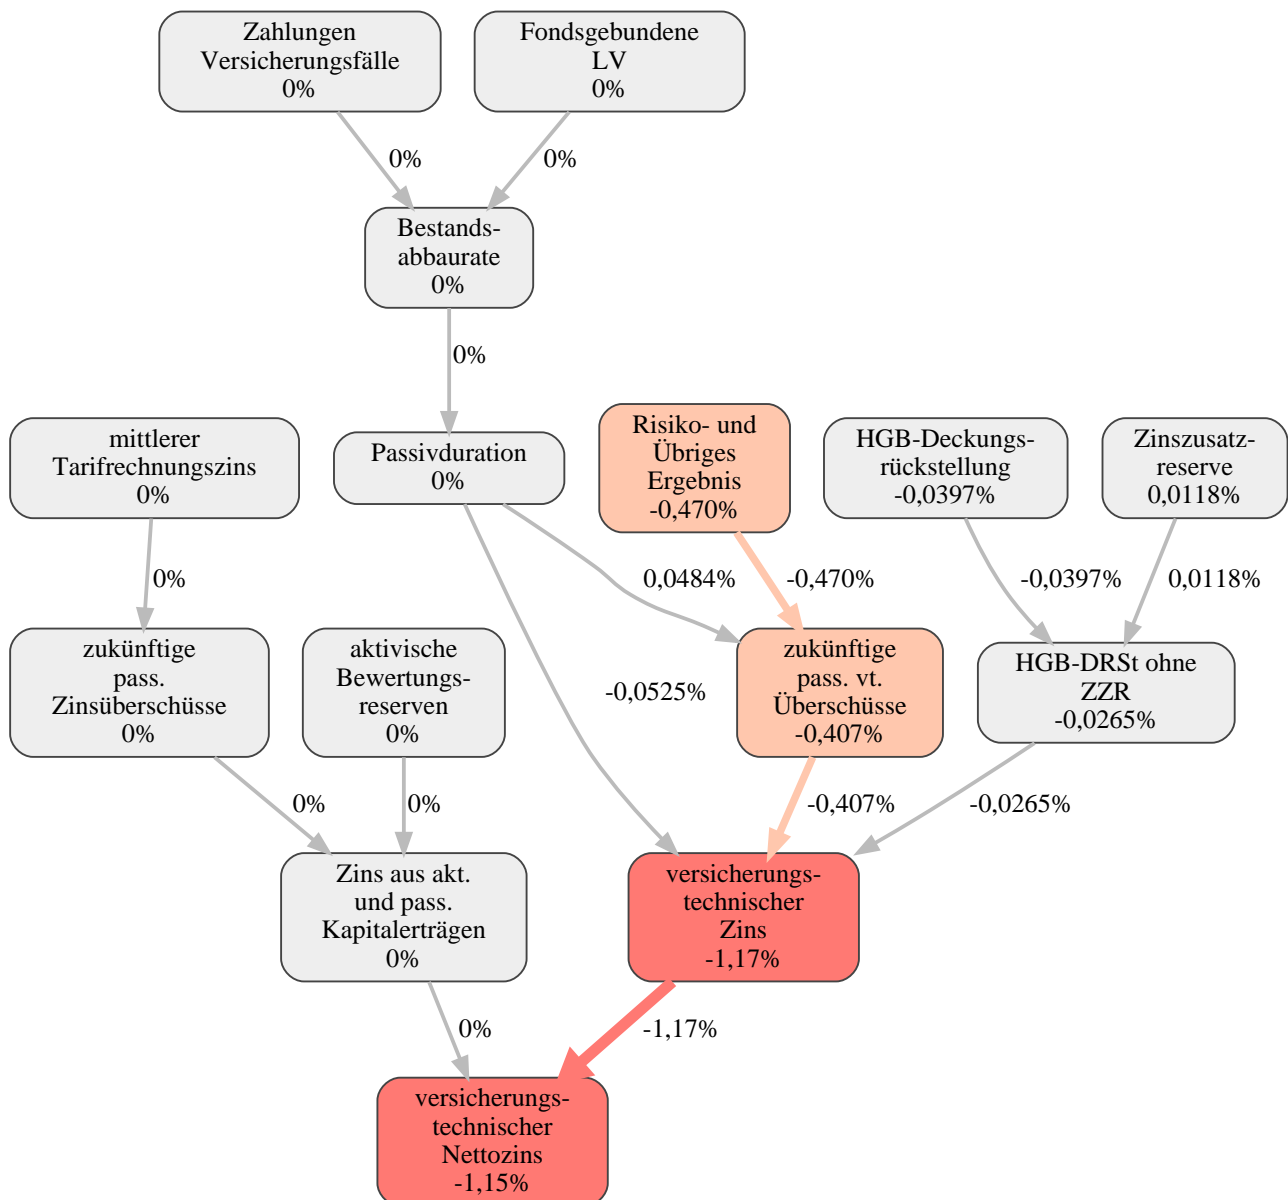 Zahlungen
Versicherungsfälle
0%
Fondsgebundene
LV
0%
0%
0%
Bestands-
abbaurate
0%
0%
mittlerer
Tarifrechnungszins
0%
Passivduration
0%
Risiko- und
Übriges
Ergebnis
-0,470%
HGB-Deckungs-
rückstellung
-0,0397%
Zinszusatz-
reserve
0,0118%
0%
0,0484%
-0,470%
-0,0397%
0,0118%
zukünftige
pass.
Zinsüberschüsse
0%
aktivische
Bewertungs-
reserven
0%
-0,0525%
zukünftige
pass. vt.
Überschüsse
-0,407%
HGB-DRSt ohne
ZZR
-0,0265%
0%
0%
-0,407%
-0,0265%
Zins aus akt.
und pass.
Kapitalerträgen
0%
versicherungs-
technischer
Zins
-1,17%
0%
-1,17%
versicherungs-
technischer
Nettozins
-1,15%